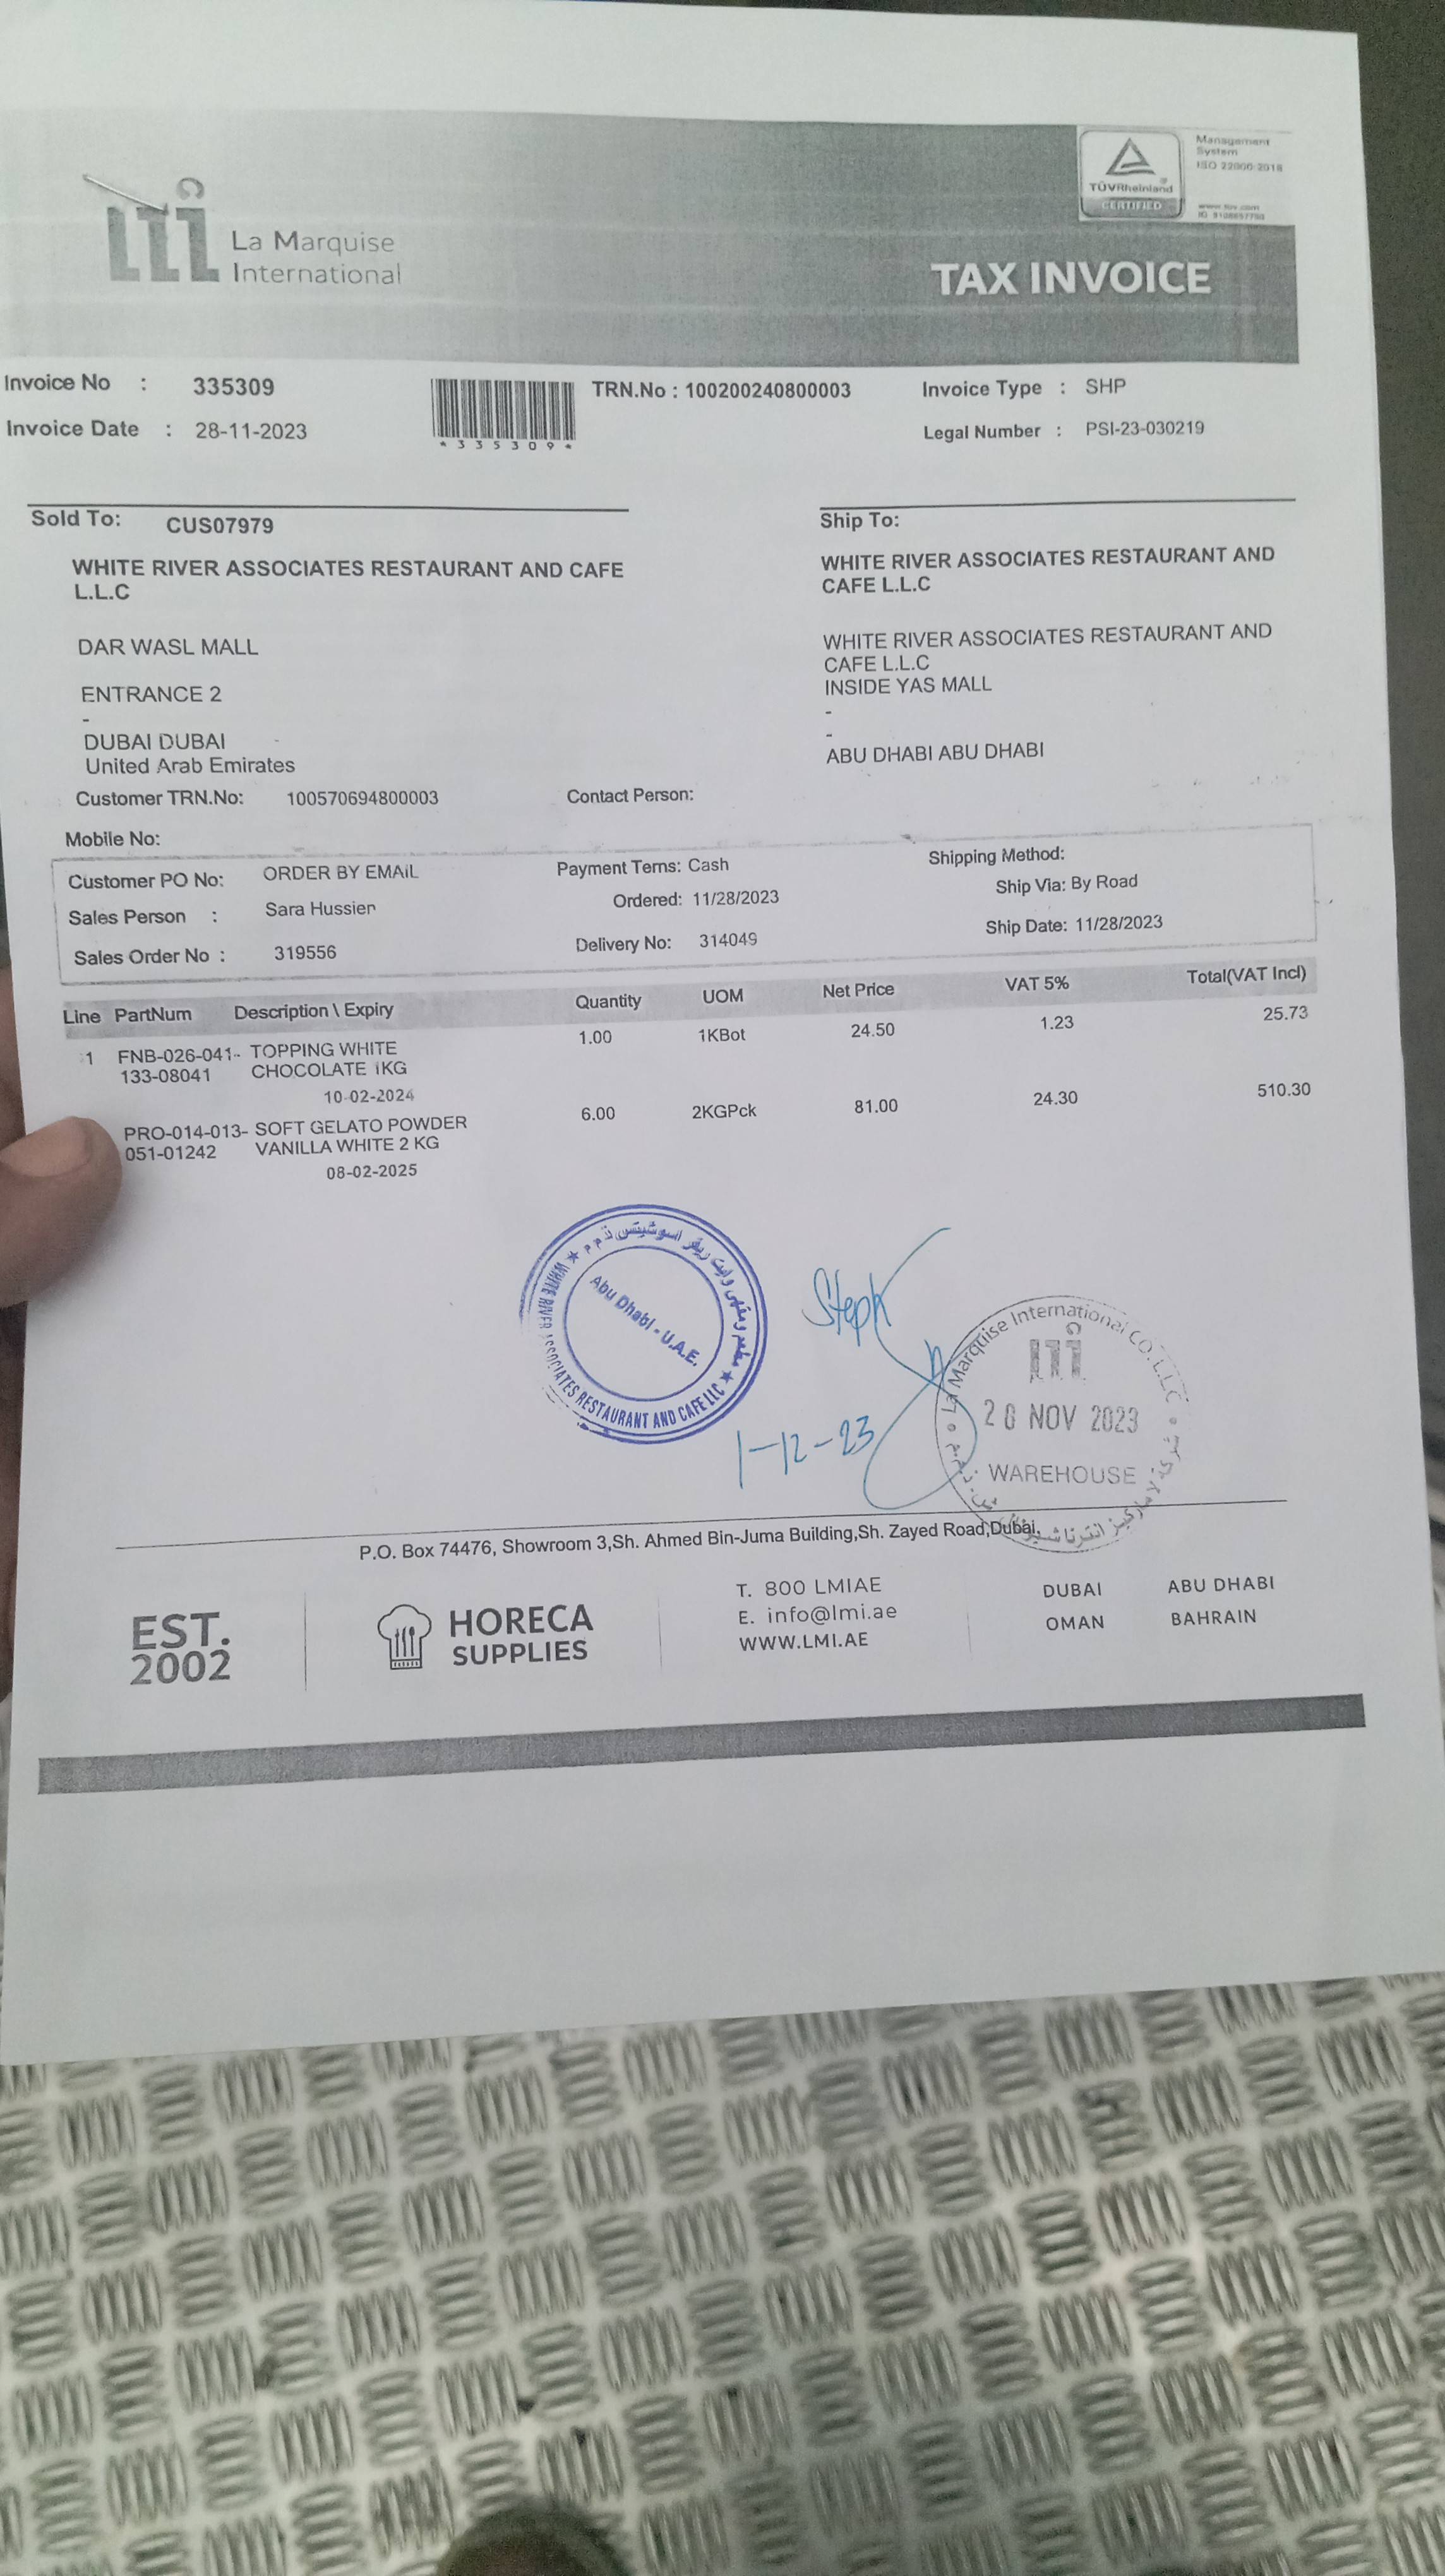 TÜVRheinland
CERTIFIED
Management
System
ISO 22000:2018
www.tuv.com
La Marquise
International
TAX INVOICE
Invoice No : 335309
*335309*
TRN.No : 100200240800003
Invoice Type : SHP
Invoice Date : 28-11-2023
Legal Number : PSI-23-030219
Sold To: CUS07979
WHITE RIVER ASSOCIATES RESTAURANT AND CAFE
L.L.C
DAR WASL MALL
ENTRANCE 2
-
DUBAI DUBAI
United Arab Emirates
Customer TRN.No: 100570694800003
Mobile No:
Ship To:
WHITE RIVER ASSOCIATES RESTAURANT AND
CAFE L.L.C
WHITE RIVER ASSOCIATES RESTAURANT AND
CAFE L.L.C
INSIDE YAS MALL
-
-
ABU DHABI ABU DHABI
Contact Person:
Customer PO No: ORDER BY EMAIL
Payment Terms: Cash
Shipping Method:
Sales Person : Sara Hussien
Ordered: 11/28/2023
Ship Via: By Road
Sales Order No : 319556
Delivery No: 314049
Ship Date: 11/28/2023
Line PartNum Description \ Expiry Quantity UOM Net Price VAT 5% Total(VAT Incl)
1 FNB-026-041- TOPPING WHITE 1.00 1KBot 24.50 1.23 25.73
133-08041 CHOCOLATE 1KG
10-02-2024
PRO-014-013- SOFT GELATO POWDER 6.00 2KGPck 81.00 24.30 510.30
051-01242 VANILLA WHITE 2 KG
08-02-2025
مطعم ومقهى وايت ريفر اسوشيتس ذ م م
WHITE RIVER ASSOCIATES RESTAURANT AND CAFE LLC
Abu Dhabi - U.A.E.
1-12-23
La Marquise International CO. L.L.C
NOV 2023
WAREHOUSE
P.O. Box 74476, Showroom 3,Sh. Ahmed Bin-Juma Building,Sh. Zayed Road,Dubai.
EST.
2002
HORECA
SUPPLIES
T. 800 LMIAE
E. info@lmi.ae
WWW.LMI.AE
DUBAI ABU DHABI
OMAN BAHRAIN